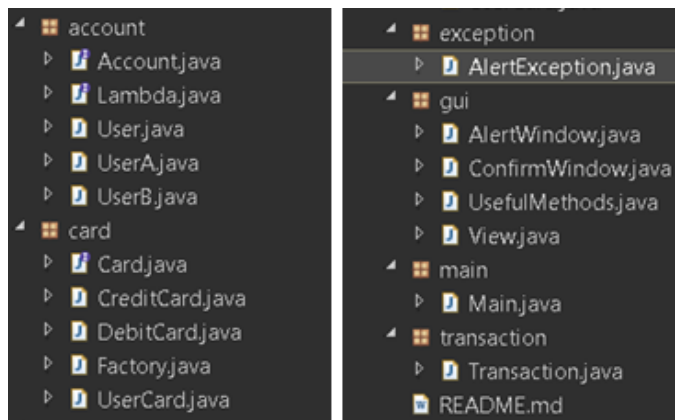 account
Account.java
Lambda.java
User.java
UserA.java
UserB.java
card
Card.java
CreditCard.java
DebitCard.java
Factory.java
UserCard.java
exception
AlertException.java
gui
AlertWindow.java
ConfirmWindow.java
UsefulMethods.java
View.java
main
Main.java
transaction
Transaction.java
README.md